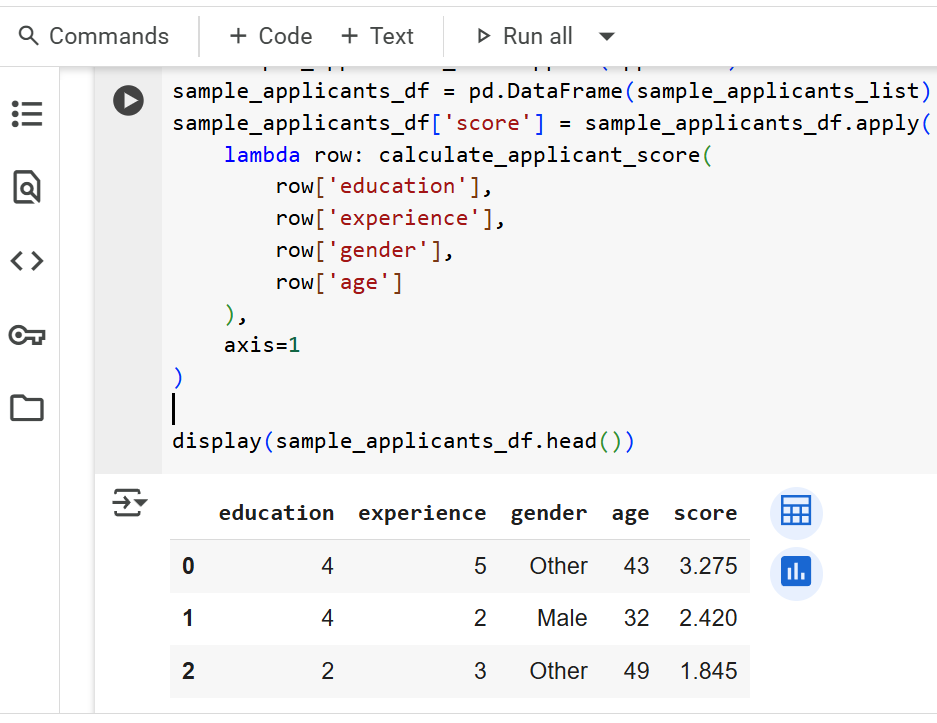 Commands + Code + Text Run all
sample_applicants_df = pd.DataFrame(sample_applicants_list)
sample_applicants_df['score'] = sample_applicants_df.apply(
lambda row: calculate_applicant_score(
row['education'],
row['experience'],
row['gender'],
row['age']
),
axis=1
)
display(sample_applicants_df.head())
education experience gender age score
0 4 5 Other 43 3.275
1 4 2 Male 32 2.420
2 2 3 Other 49 1.845